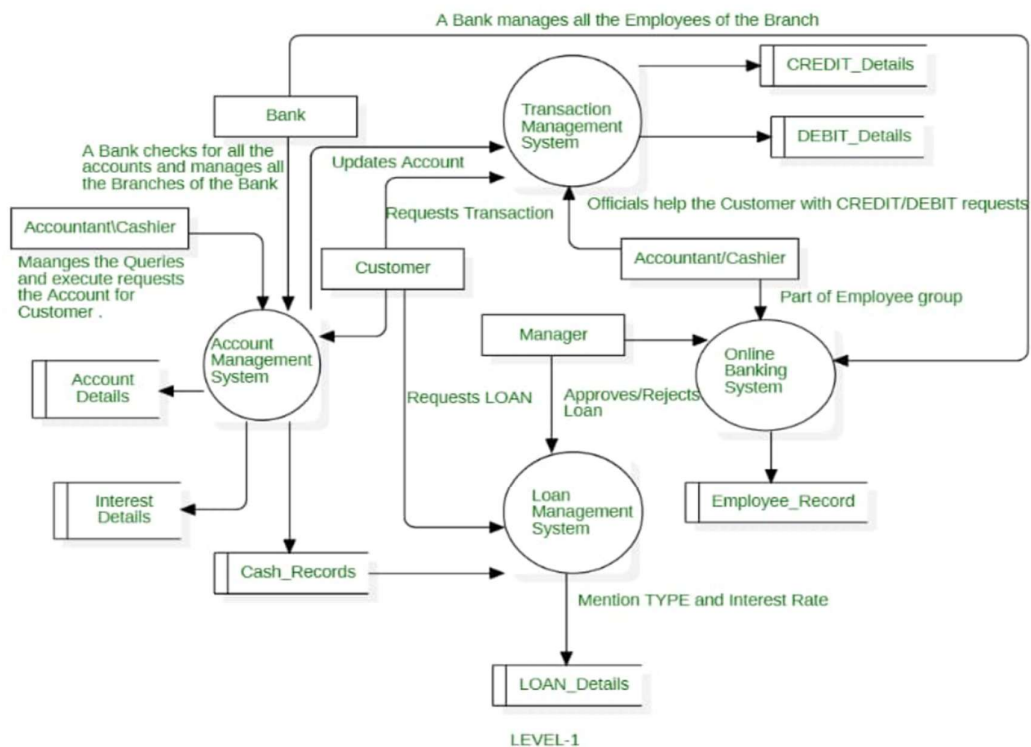 A Bank manages all the Employees of the Branch
CREDIT_Details
Transaction
Management
System
Bank
DEBIT_Details
A Bank checks for all the
accounts and manages all
the Branches of the Bank
Updates Account
Requests Transaction
Officials help the Customer with CREDIT/DEBIT requests
Accountant\Cashier
Maanges the Queries
and execute requests
the Account for
Customer .
Customer
Accountant/Cashier
Part of Employee group
Manager
Account
Management
System
Online
Banking
System
Account
Details
Requests LOAN
Approves/Rejects
Loan
Interest
Details
Loan
Management
System
Employee_Record
Cash_Records
Mention TYPE and Interest Rate
LOAN_Details
LEVEL-1